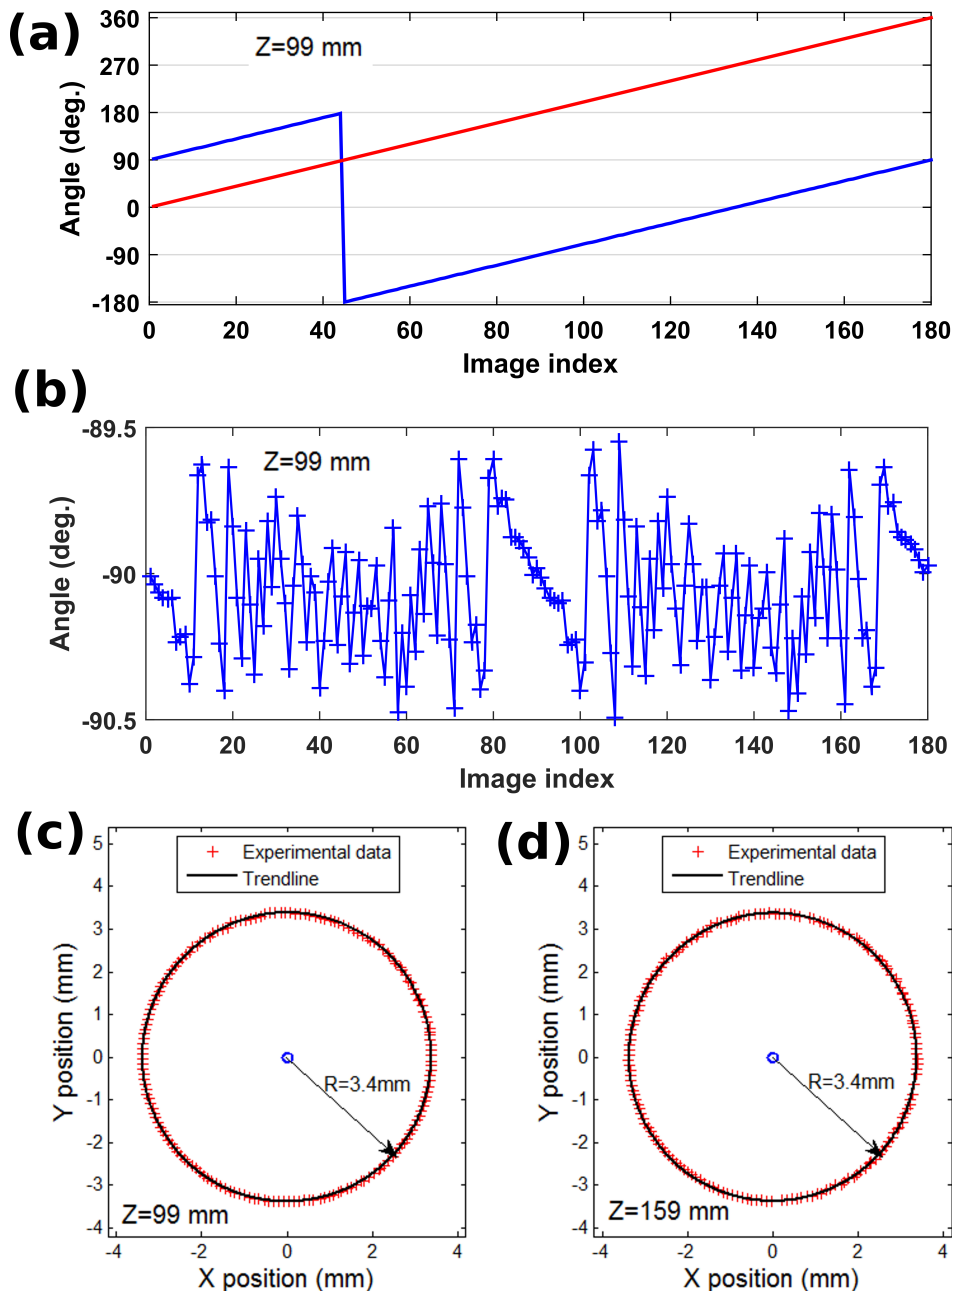 (a)
Z=99 mm
Angle (deg.)
360
270
180
90
0
-90
-180
0 20 40 60 80 100 120 140 160 180
Image index
(b)
Z=99 mm
Angle (deg.)
-89.5
-90
-90.5
0 20 40 60 80 100 120 140 160 180
Image index
(c)
Experimental data
Trendline
Y position (mm)
5
4
3
2
1
0
-1
-2
-3
-4
R=3.4mm
Z=99 mm
-4 -2 0 2 4
X position (mm)
(d)
Experimental data
Trendline
Y position (mm)
5
4
3
2
1
0
-1
-2
-3
-4
R=3.4mm
Z=159 mm
-4 -2 0 2 4
X position (mm)